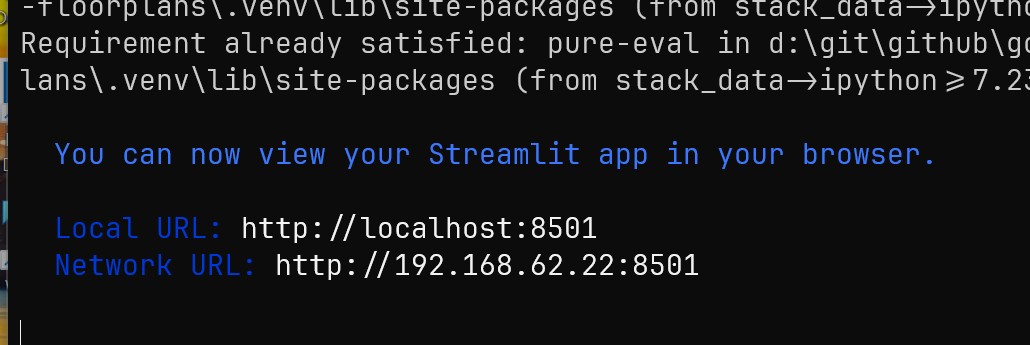 -floorplans\.venv\lib\site-packages (from stack_data->ipytho
Requirement already satisfied: pure-eval in d:\git\github\go
lans\.venv\lib\site-packages (from stack_data->ipython>=7.23
You can now view your Streamlit app in your browser.
Local URL: http://localhost:8501
Network URL: http://192.168.62.22:8501